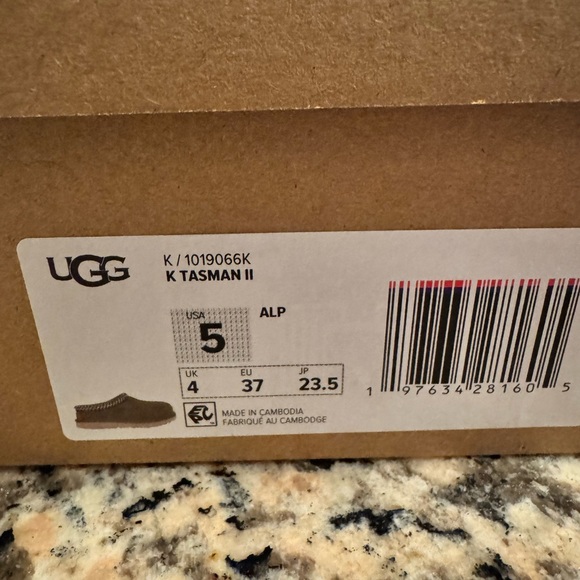 UGG
K / 1019066K
K TASMAN II
USA
5
ALP
UK EU JP
4 37 23.5
MADE IN CAMBODIA
FABRIQUÉ AU CAMBODGE
1 97634 28160 5